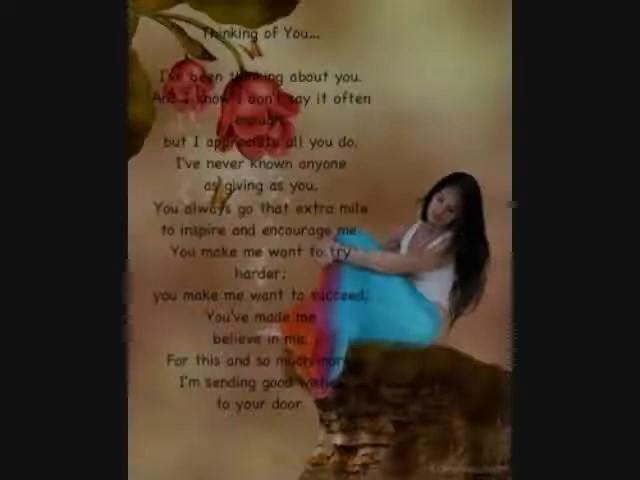 Thinking of You...
I've been thinking about you.
And I know I don't say it often
enough,
but I appreciate all you do.
I've never known anyone
as giving as you.
You always go that extra mile
to inspire and encourage me
You make me want to try
harder;
you make me want to succeed;
You've made me
believe in me.
For this and so much more
I'm sending good wishes
to your door.